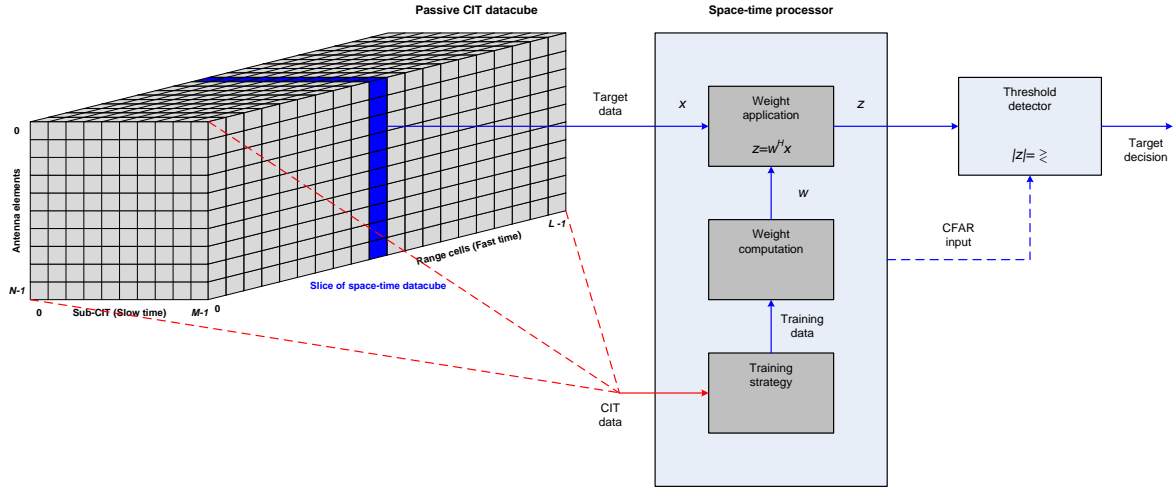 Passive CIT datacube
Space-time processor
0
Antenna elements
N-1
0
Sub-CIT (Slow time)
M-1
0
Range cells (Fast time)
L -1
Slice of space-time datacube
Target
data
x
Weight
application
z=w^H x
z
Threshold
detector
|z|= ≷
Target
decision
w
Weight
computation
CFAR
input
Training
data
Training
strategy
CIT
data